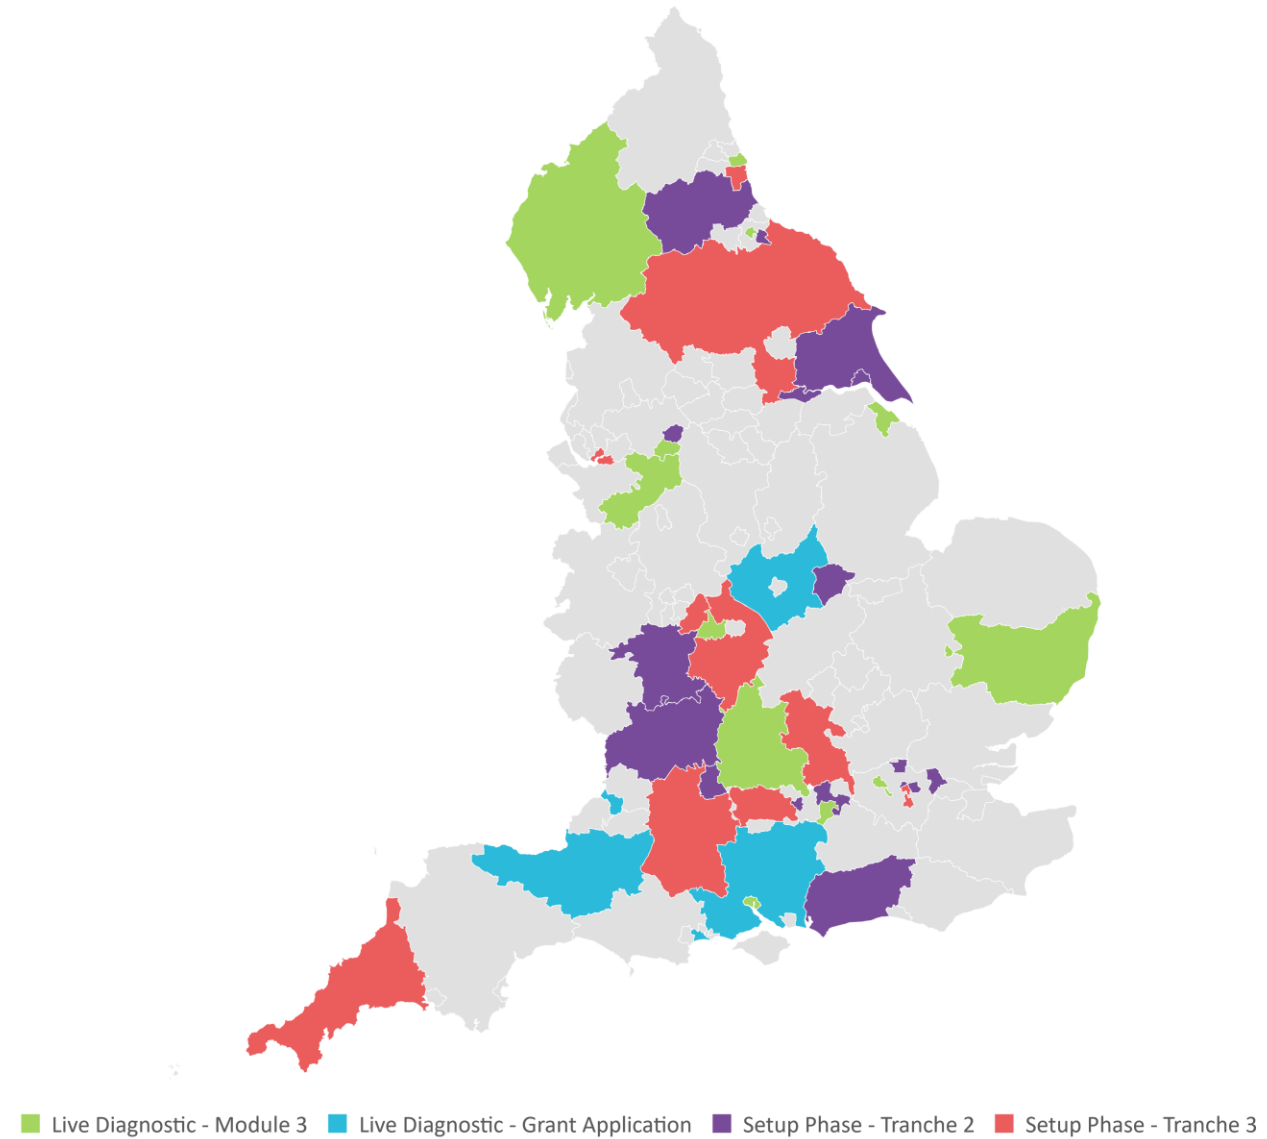 Live Diagnostic - Module 3 Live Diagnostic - Grant Application Setup Phase - Tranche 2 Setup Phase - Tranche 3